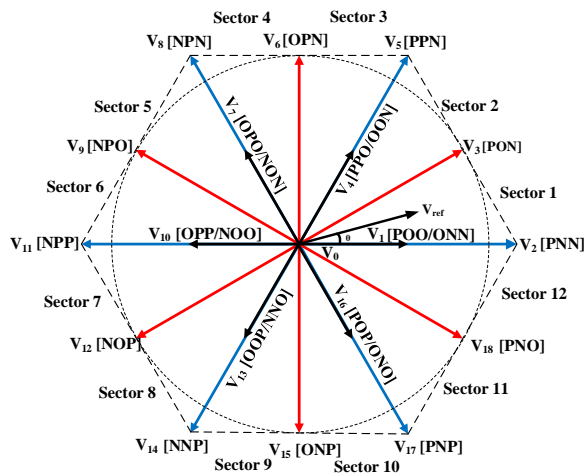 Sector 4
Sector 3
V₈ [NPN]
V₆ [OPN]
V₅ [PPN]
Sector 5
Sector 2
V₇ [OPO/NON]
V₄[PPO/OON]
V₉ [NPO]
V₃ [PON]
Sector 6
Sector 1
V_ref
θ
V₁₀ [OPP/NOO]
V₁ [POO/ONN]
V₁₁ [NPP]
V₀
V₂ [PNN]
Sector 7
Sector 12
V₁₃ [OOP/NNO]
V₁₆ [POP/ONO]
V₁₂ [NOP]
V₁₈ [PNO]
Sector 8
Sector 11
V₁₄ [NNP]
V₁₅ [ONP]
V₁₇ [PNP]
Sector 9
Sector 10